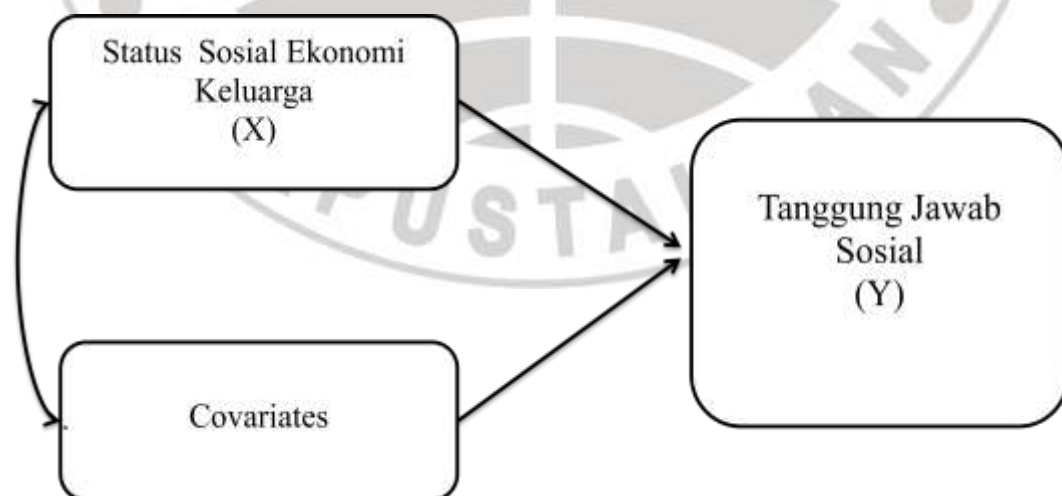 Status Sosial Ekonomi
Keluarga
(X)
Tanggung Jawab
Sosial
(Y)
Covariates